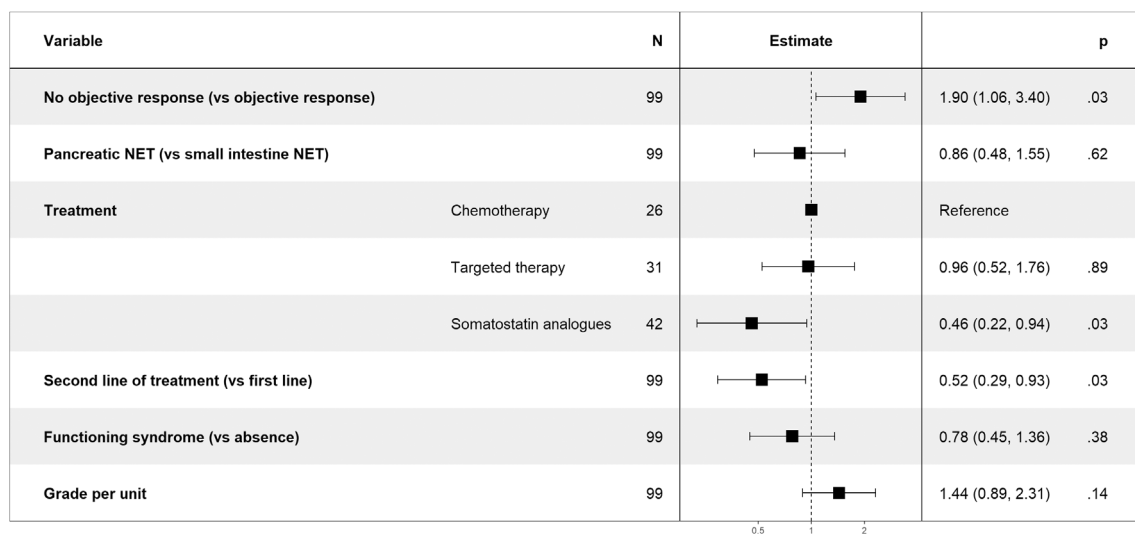 Variable N Estimate p
No objective response (vs objective response) 99 1.90 (1.06, 3.40) .03
Pancreatic NET (vs small intestine NET) 99 0.86 (0.48, 1.55) .62
Treatment Chemotherapy 26 Reference
Targeted therapy 31 0.96 (0.52, 1.76) .89
Somatostatin analogues 42 0.46 (0.22, 0.94) .03
Second line of treatment (vs first line) 99 0.52 (0.29, 0.93) .03
Functioning syndrome (vs absence) 99 0.78 (0.45, 1.36) .38
Grade per unit 99 1.44 (0.89, 2.31) .14
0.5 1 2